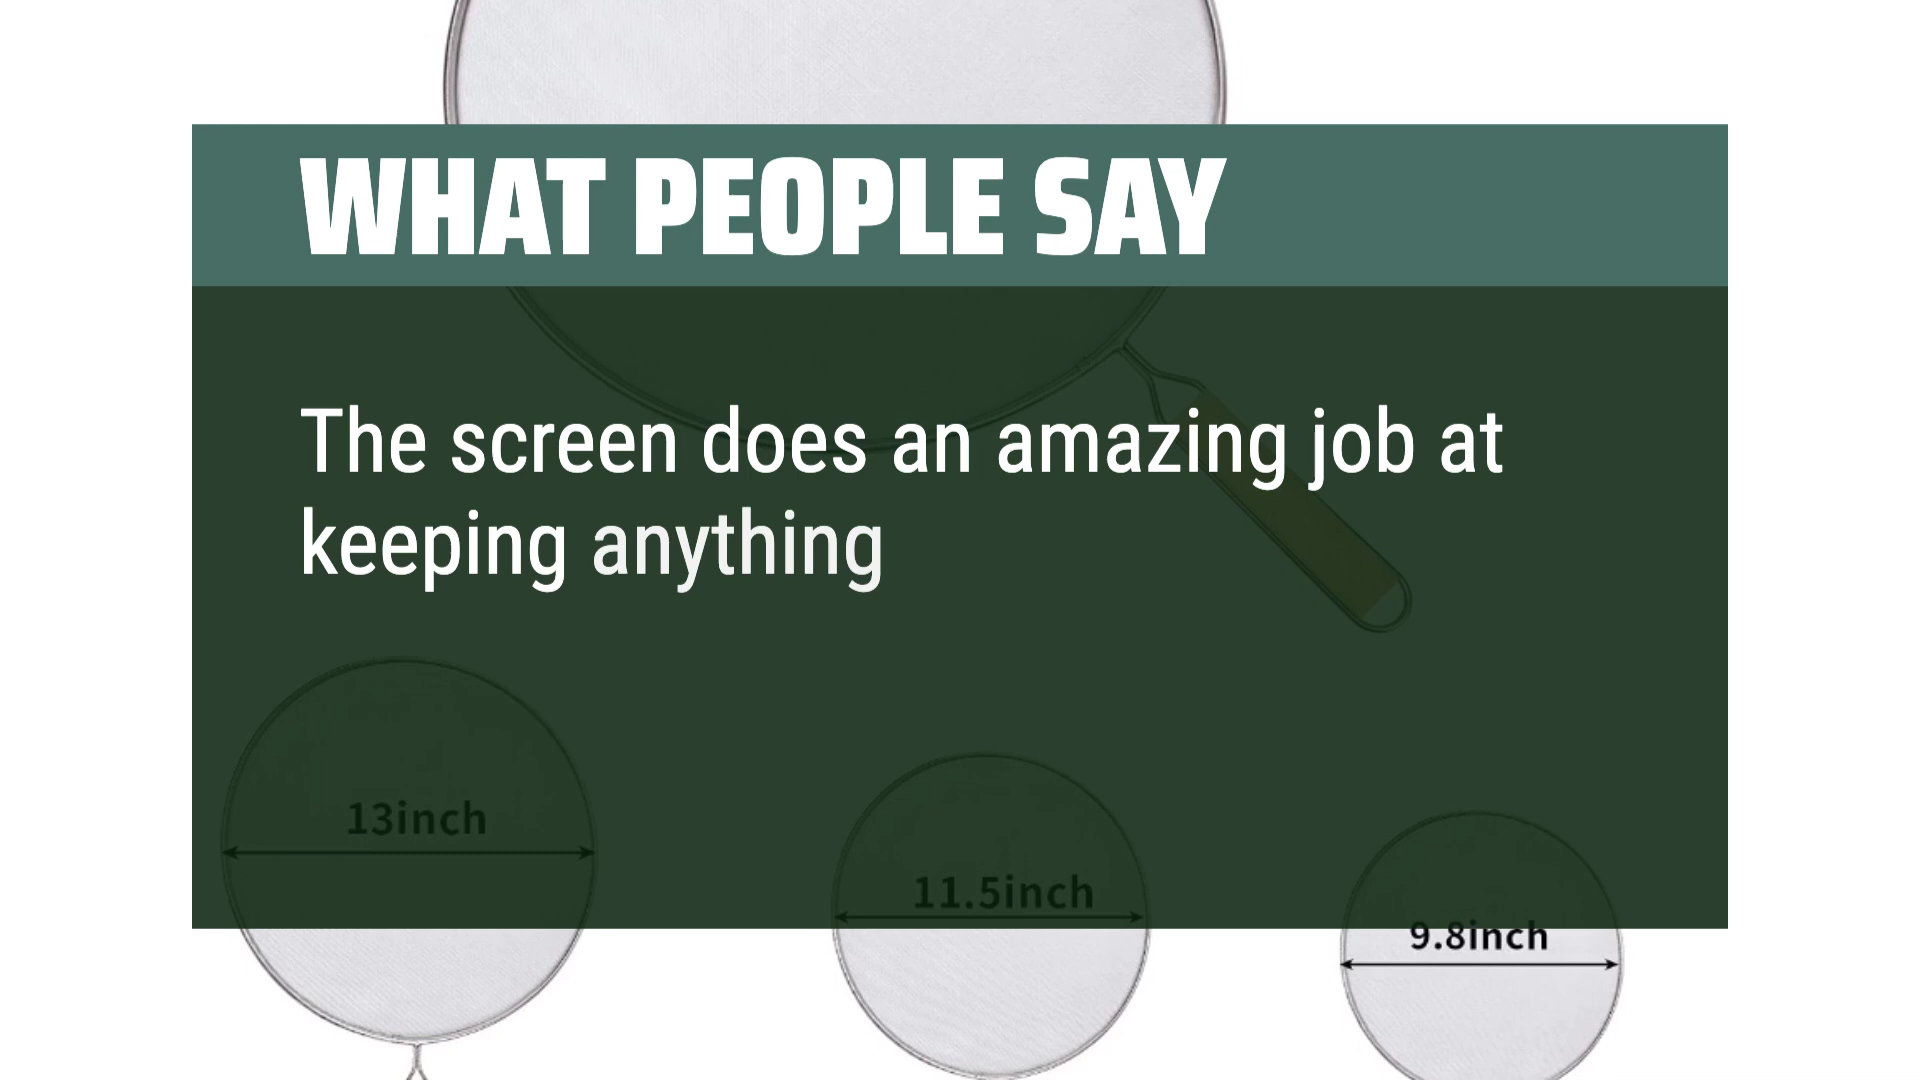 WHAT PEOPLE SAY
The screen does an amazing job at
keeping anything
13inch
11.5inch
9.8inch